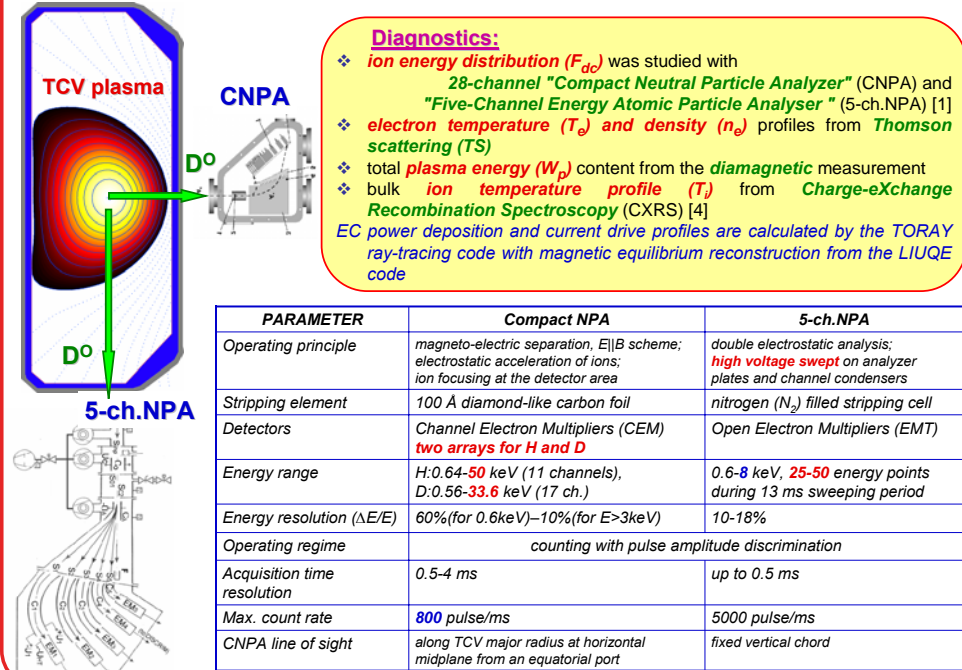 TCV plasma
CNPA
D⁰
D⁰
5-ch.NPA
Diagnostics:
❖ ion energy distribution (Fdc) was studied with
28-channel "Compact Neutral Particle Analyzer" (CNPA) and
"Five-Channel Energy Atomic Particle Analyser " (5-ch.NPA) [1]
❖ electron temperature (Te) and density (ne) profiles from Thomson
scattering (TS)
❖ total plasma energy (Wp) content from the diamagnetic measurement
❖ bulk ion temperature profile (Ti) from Charge-eXchange
Recombination Spectroscopy (CXRS) [4]
EC power deposition and current drive profiles are calculated by the TORAY
ray-tracing code with magnetic equilibrium reconstruction from the LIUQE
code
PARAMETER Compact NPA 5-ch.NPA
Operating principle
magneto-electric separation, E||B scheme;
electrostatic acceleration of ions;
ion focusing at the detector area
double electrostatic analysis;
high voltage swept on analyzer
plates and channel condensers
Stripping element 100 Å diamond-like carbon foil nitrogen (N2) filled stripping cell
Detectors
Channel Electron Multipliers (CEM)
two arrays for H and D
Open Electron Multipliers (EMT)
Energy range
H:0.64-50 keV (11 channels),
D:0.56-33.6 keV (17 ch.)
0.6-8 keV, 25-50 energy points
during 13 ms sweeping period
Energy resolution (ΔE/E) 60%(for 0.6keV)–10%(for E>3keV) 10-18%
Operating regime counting with pulse amplitude discrimination
Acquisition time
resolution
0.5-4 ms
up to 0.5 ms
Max. count rate 800 pulse/ms 5000 pulse/ms
CNPA line of sight
along TCV major radius at horizontal
midplane from an equatorial port
fixed vertical chord